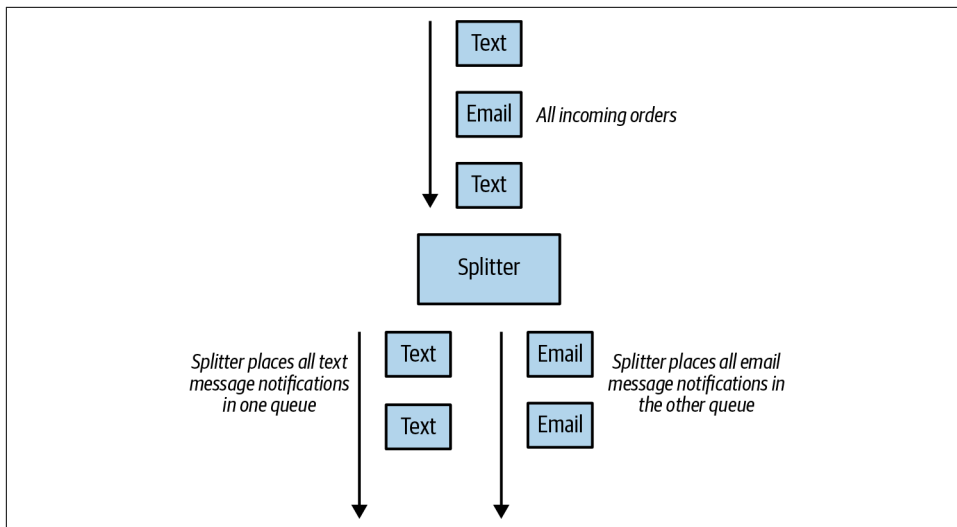 Text
Email
All incoming orders
Text
Splitter
Splitter places all text
message notifications
in one queue
Text
Text
Email
Email
Splitter places all email
message notifications in
the other queue